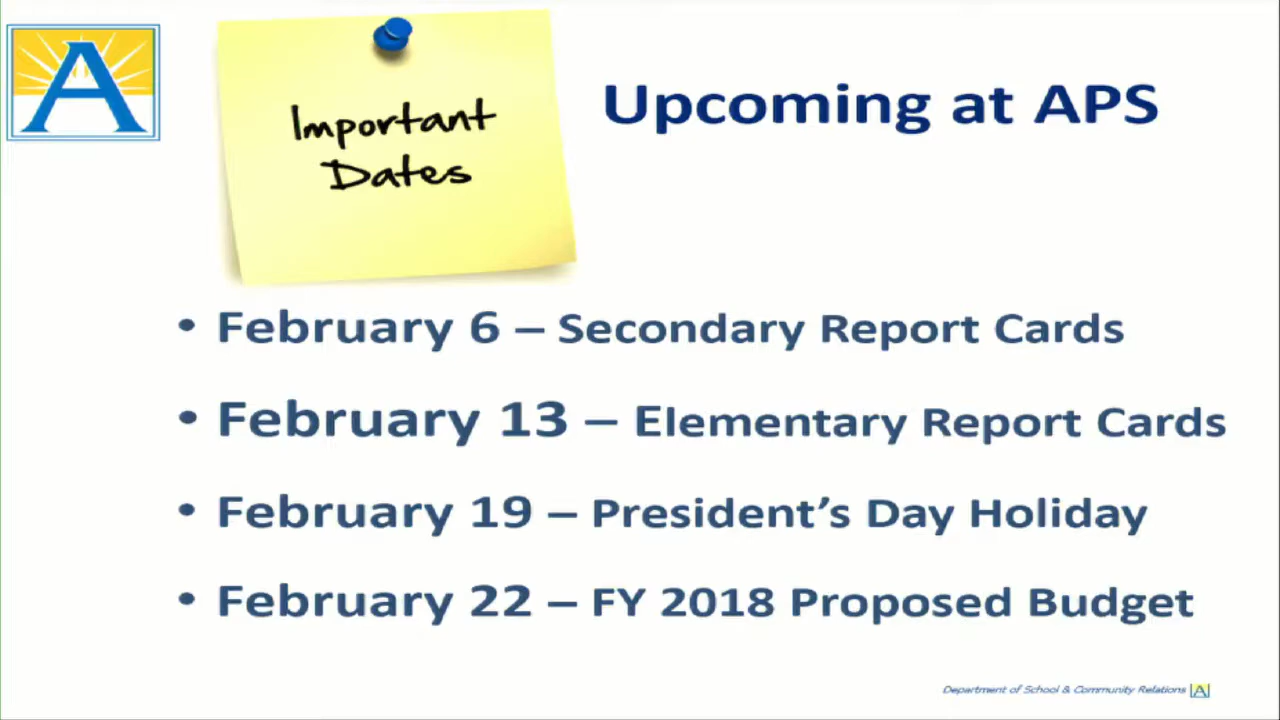 A
Important
Dates
Upcoming at APS
• February 6 – Secondary Report Cards
• February 13 – Elementary Report Cards
• February 19 – President's Day Holiday
• February 22 – FY 2018 Proposed Budget
Department of School & Community Relations A